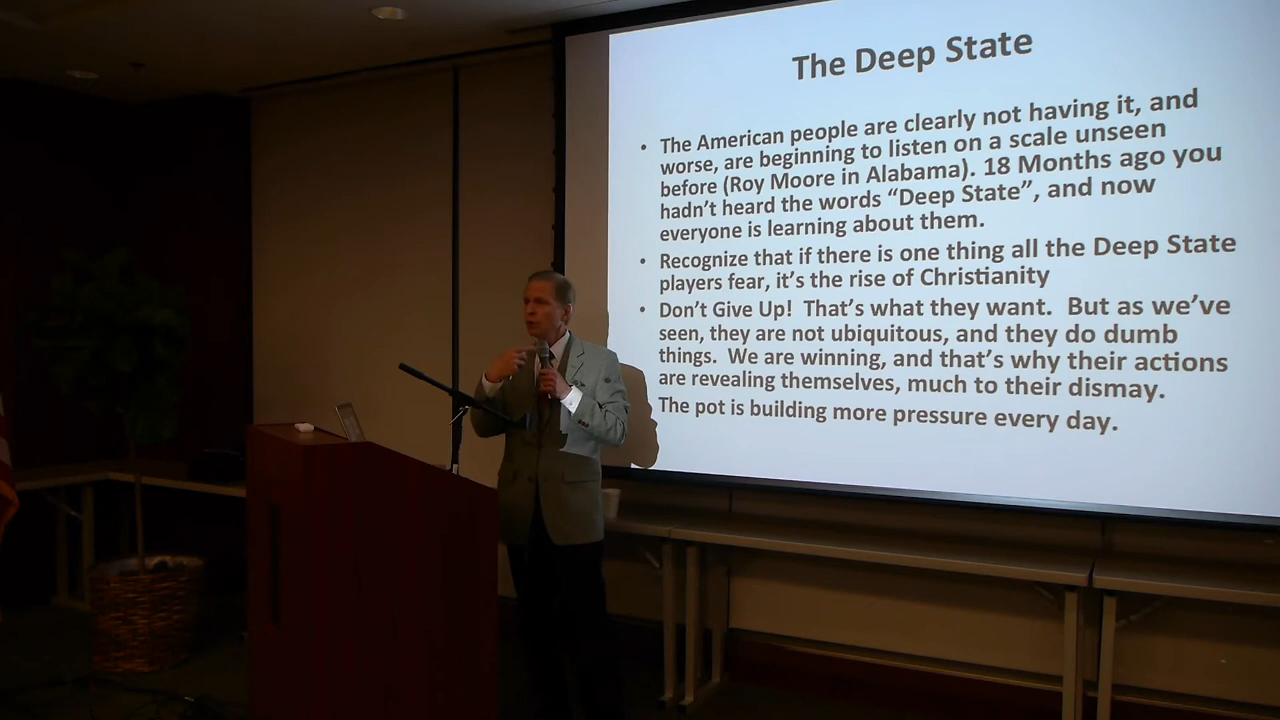 The Deep State
• The American people are clearly not having it, and
worse, are beginning to listen on a scale unseen
before (Roy Moore in Alabama). 18 Months ago you
hadn't heard the words “Deep State”, and now
everyone is learning about them.
• Recognize that if there is one thing all the Deep State
players fear, it's the rise of Christianity
• Don't Give Up!  That's what they want.  But as we've
seen, they are not ubiquitous, and they do dumb
things.  We are winning, and that's why their actions
are revealing themselves, much to their dismay.
The pot is building more pressure every day.